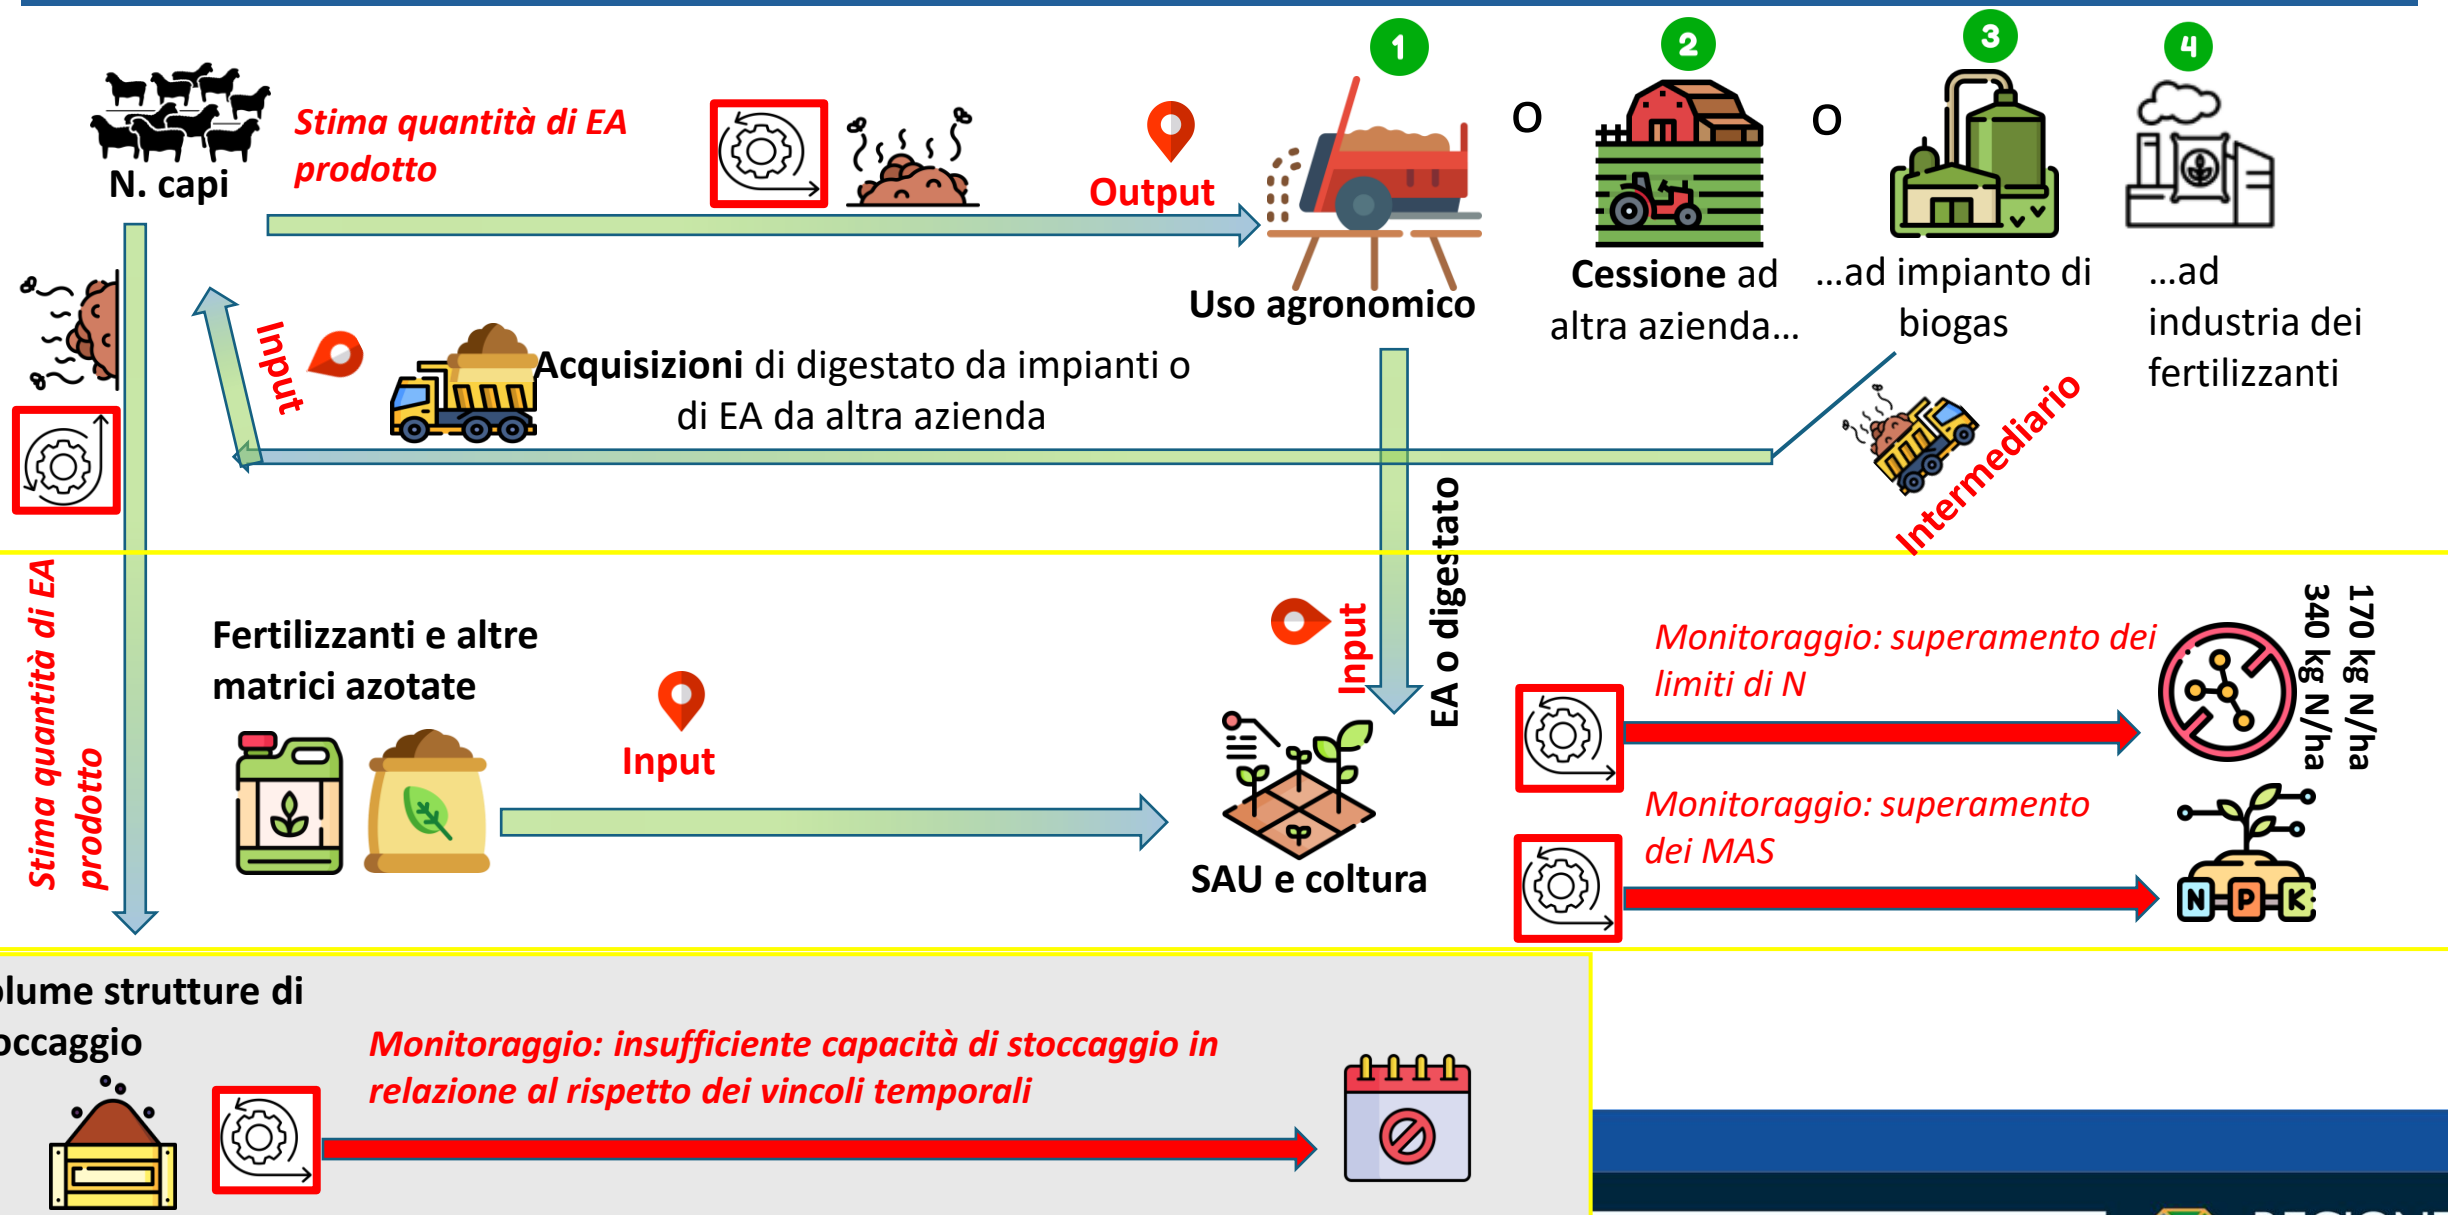 1
2
3
4
N. capi
Stima quantità di EA
prodotto
Output
O
O
Uso agronomico
Cessione ad
altra azienda...
...ad impianto di
biogas
...ad
industria dei
fertilizzanti
Input
Acquisizioni di digestato da impianti o
di EA da altra azienda
Intermediario
EA o digestato
Stima quantità di EA
prodotto
Fertilizzanti e altre
matrici azotate
Input
Input
SAU e coltura
Monitoraggio: superamento dei
limiti di N
170 kg N/ha
340 kg N/ha
Monitoraggio: superamento
dei MAS
N P K
olume strutture di
occaggio
Monitoraggio: insufficiente capacità di stoccaggio in
relazione al rispetto dei vincoli temporali